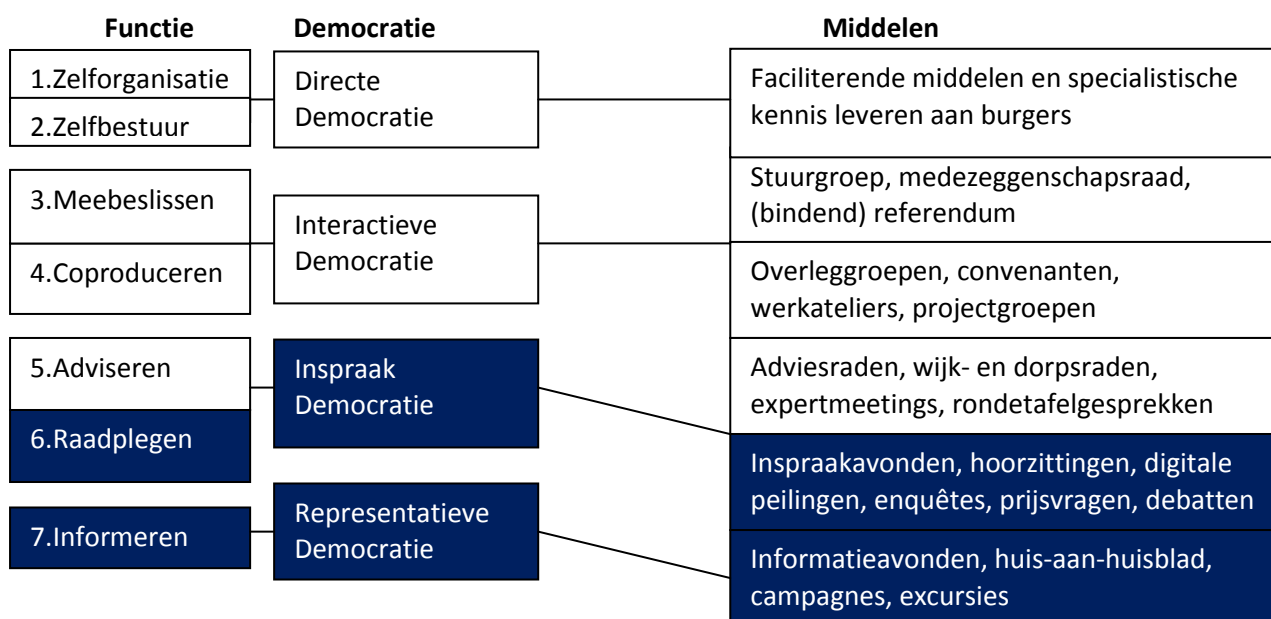 Functie Democratie Middelen
1.Zelforganisatie
2.Zelfbestuur
Directe
Democratie
Faciliterende middelen en specialistische
kennis leveren aan burgers
3.Meebeslissen
4.Coproduceren
Interactieve
Democratie
Stuurgroep, medezeggenschapsraad,
(bindend) referendum
Overleggroepen, convenanten,
werkateliers, projectgroepen
5.Adviseren
6.Raadplegen
Inspraak
Democratie
Adviesraden, wijk- en dorpsraden,
expertmeetings, rondetafelgesprekken
Inspraakavonden, hoorzittingen, digitale
peilingen, enquêtes, prijsvragen, debatten
7.Informeren
Representatieve
Democratie
Informatieavonden, huis-aan-huisblad,
campagnes, excursies